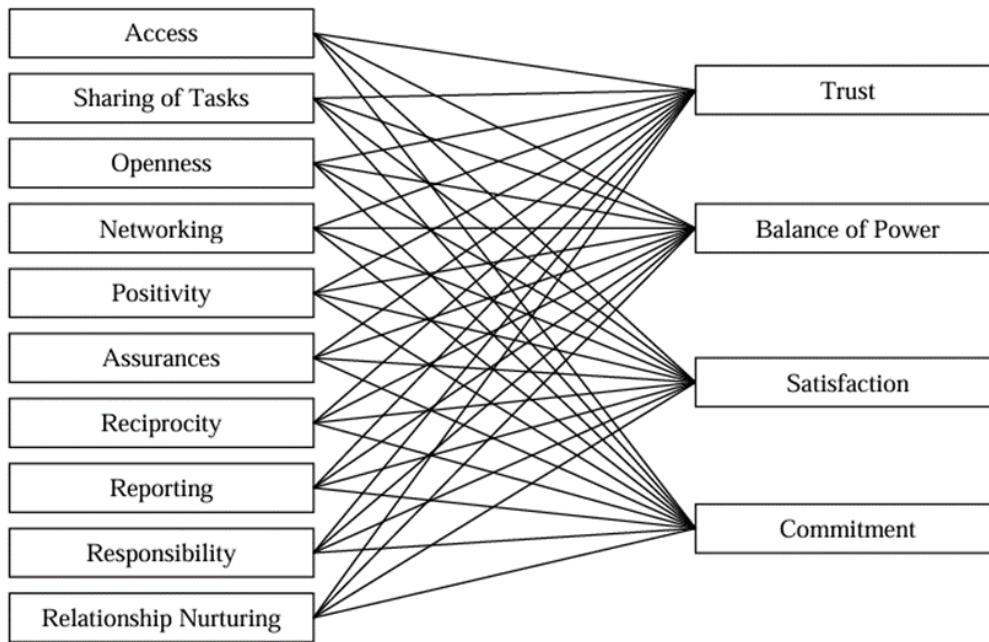 Access
Sharing of Tasks
Openness
Networking
Positivity
Assurances
Reciprocity
Reporting
Responsibility
Relationship Nurturing
Trust
Balance of Power
Satisfaction
Commitment